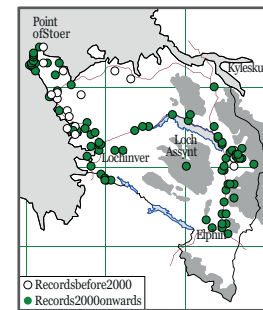 Point
ofStoer
Kylesku
Loch
Assynt
Lochinver
Elphin
Recordsbefore2000
Records2000onwards